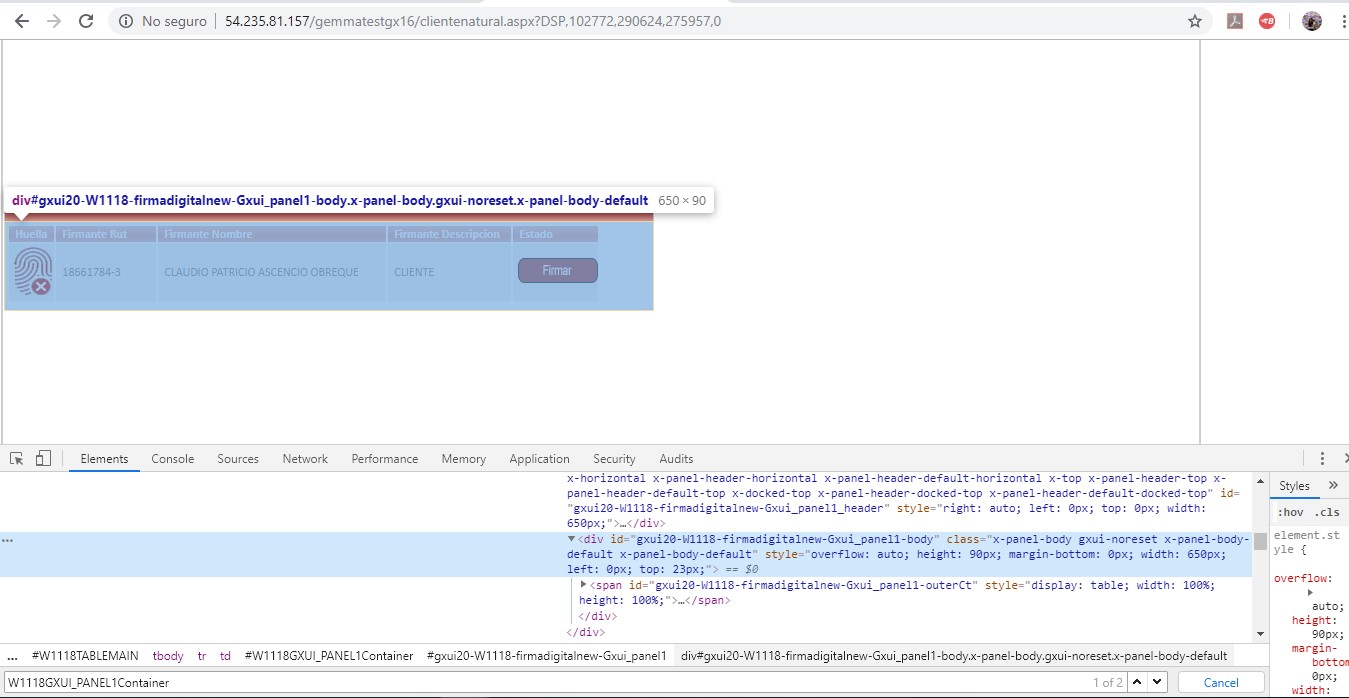 No seguro | 54.235.81.157/gemmatestgx16/clientenatural.aspx?DSP,102772,290624,275957,0
div#gxui20-W1118-firmadigitalnew-Gxui_panel1-body.x-panel-body.gxui-noreset.x-panel-body-default 650 × 90
Huella Firmante Rut Firmante Nombre Firmante Descripcion Estado
18661784-3 CLAUDIO PATRICIO ASCENCIO OBREQUE CLIENTE Firmar
Elements Console Sources Network Performance Memory Application Security Audits
x-horizontal x-panel-header-horizontal x-panel-header-default-horizontal x-top x-panel-header-top x-
panel-header-default-top x-docked-top x-panel-header-docked-top x-panel-header-default-docked-top" id=
"gxui20-W1118-firmadigitalnew-Gxui_panel1_header" style="right: auto; left: 0px; top: 0px; width:
650px;">…</div>
<div id="gxui20-W1118-firmadigitalnew-Gxui_panel1-body" class="x-panel-body gxui-noreset x-panel-body-
default x-panel-body-default" style="overflow: auto; height: 90px; margin-bottom: 0px; width: 650px;
left: 0px; top: 23px;"> == $0
<span id="gxui20-W1118-firmadigitalnew-Gxui_panel1-outerCt" style="display: table; width: 100%;
height: 100%;">…</span>
</div>
</div>
Styles »
:hov .cls
element.st
yle {
overflow:
auto;
height:
90px;
margin-
bottom:
0px;
width:
... #W1118TABLEMAIN tbody tr td #W1118GXUI_PANEL1Container #gxui20-W1118-firmadigitalnew-Gxui_panel1 div#gxui20-W1118-firmadigitalnew-Gxui_panel1-body.x-panel-body.gxui-noreset.x-panel-body-default
W1118GXUI_PANEL1Container 1 of 2 Cancel